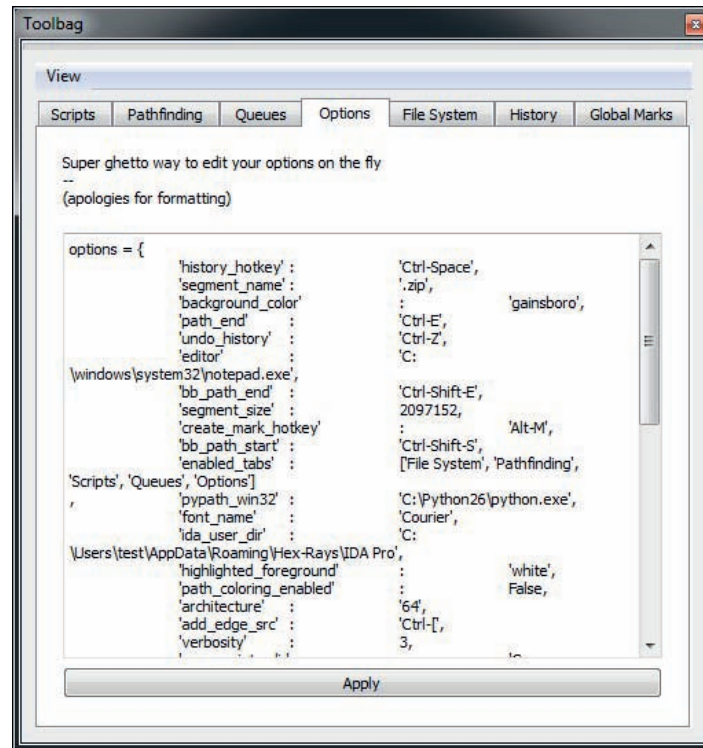 Toolbag
View
Scripts Pathfinding Queues Options File System History Global Marks
Super ghetto way to edit your options on the fly
--
(apologies for formatting)
options = {
'history_hotkey' : 'Ctrl-Space',
'segment_name' : '.zip',
'background_color' : 'gainsboro',
'path_end' : 'Ctrl-E',
'undo_history' : 'Ctrl-Z',
'editor' : 'C:
\windows\system32\notepad.exe',
'bb_path_end' : 'Ctrl-Shift-E',
'segment_size' : 2097152,
'create_mark_hotkey' : 'Alt-M',
'bb_path_start' : 'Ctrl-Shift-S',
'enabled_tabs' : ['File System', 'Pathfinding',
'Scripts', 'Queues', 'Options']
, 'pypath_win32' : 'C:\Python26\python.exe',
'font_name' : 'Courier',
'ida_user_dir' : 'C:
\Users\test\AppData\Roaming\Hex-Rays\IDA Pro',
'highlighted_foreground' : 'white',
'path_coloring_enabled' : False,
'architecture' : '64',
'add_edge_src' : 'Ctrl-[',
'verbosity' : 3,
Apply